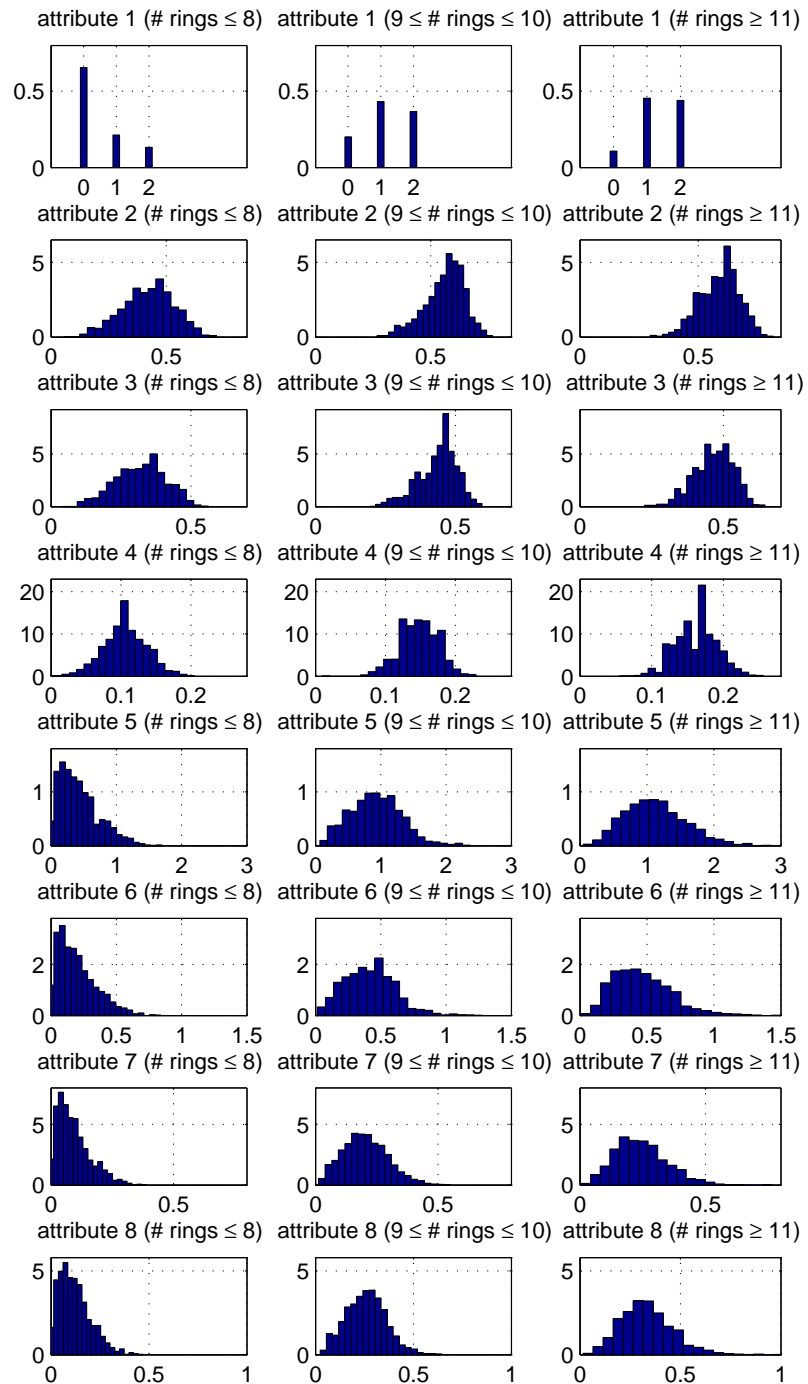 attribute 1 (# rings ≤ 8) attribute 1 (9 ≤ # rings ≤ 10) attribute 1 (# rings ≥ 11)
0.5 0.5 0.5
0 0 0
0 1 2 0 1 2 0 1 2
attribute 2 (# rings ≤ 8) attribute 2 (9 ≤ # rings ≤ 10) attribute 2 (# rings ≥ 11)
5 5 5
0 0 0
0 0.5 0 0.5 0 0.5
attribute 3 (# rings ≤ 8) attribute 3 (9 ≤ # rings ≤ 10) attribute 3 (# rings ≥ 11)
5 5 5
0 0 0
0 0.5 0 0.5 0 0.5
attribute 4 (# rings ≤ 8) attribute 4 (9 ≤ # rings ≤ 10) attribute 4 (# rings ≥ 11)
20 20 20
10 10 10
0 0 0
0 0.1 0.2 0 0.1 0.2 0 0.1 0.2
attribute 5 (# rings ≤ 8) attribute 5 (9 ≤ # rings ≤ 10) attribute 5 (# rings ≥ 11)
1 1 1
0 0 0
0 1 2 3 0 1 2 3 0 1 2 3
attribute 6 (# rings ≤ 8) attribute 6 (9 ≤ # rings ≤ 10) attribute 6 (# rings ≥ 11)
2 2 2
0 0 0
0 0.5 1 1.5 0 0.5 1 1.5 0 0.5 1 1.5
attribute 7 (# rings ≤ 8) attribute 7 (9 ≤ # rings ≤ 10) attribute 7 (# rings ≥ 11)
5 5 5
0 0 0
0 0.5 0 0.5 0 0.5
attribute 8 (# rings ≤ 8) attribute 8 (9 ≤ # rings ≤ 10) attribute 8 (# rings ≥ 11)
5 5 5
0 0 0
0 0.5 1 0 0.5 1 0 0.5 1